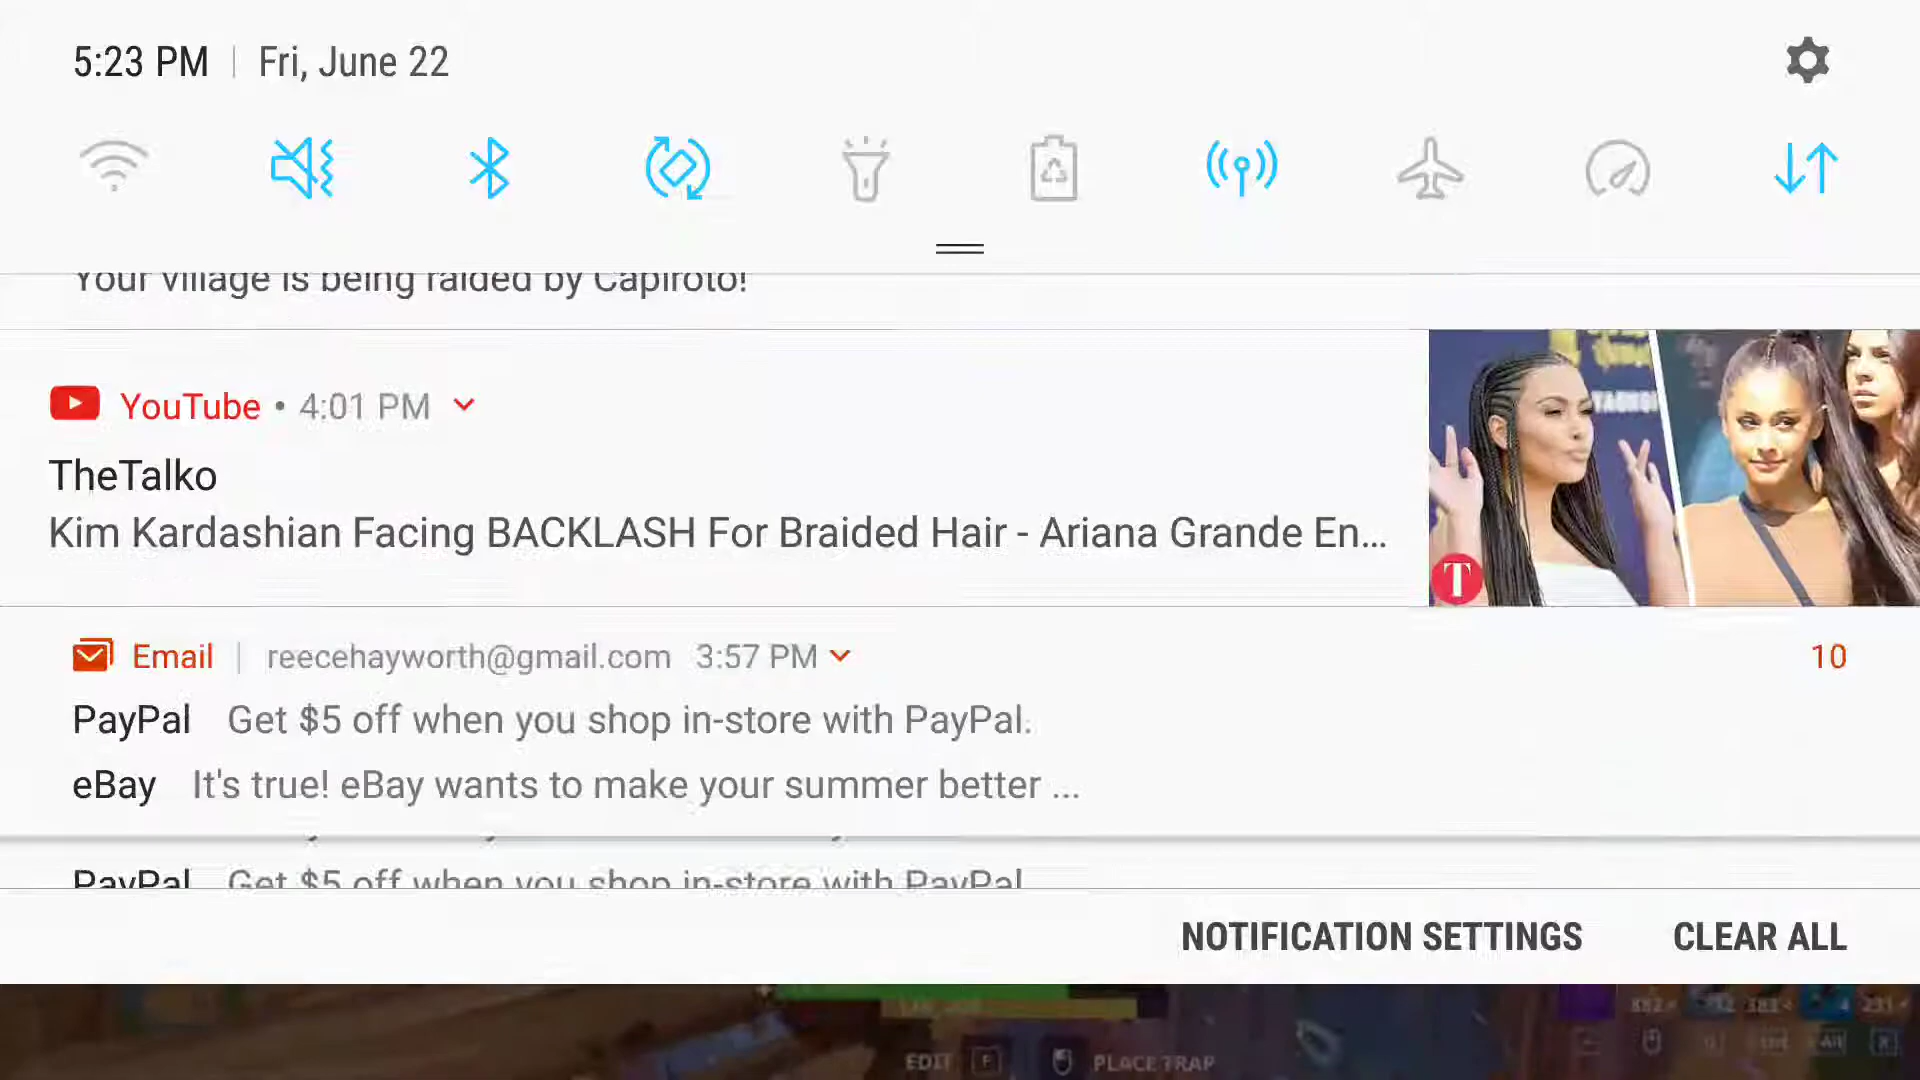 5:23 PM | Fri, June 22
Your village is being raided by Capiroto!
YouTube • 4:01 PM
TheTalko
Kim Kardashian Facing BACKLASH For Braided Hair - Ariana Grande En...
T
Email | reecehayworth@gmail.com 3:57 PM
10
PayPal Get $5 off when you shop in-store with PayPal.
eBay It's true! eBay wants to make your summer better ...
PayPal Get $5 off when you shop in-store with PayPal
NOTIFICATION SETTINGS CLEAR ALL
EDIT F PLACE TRAP